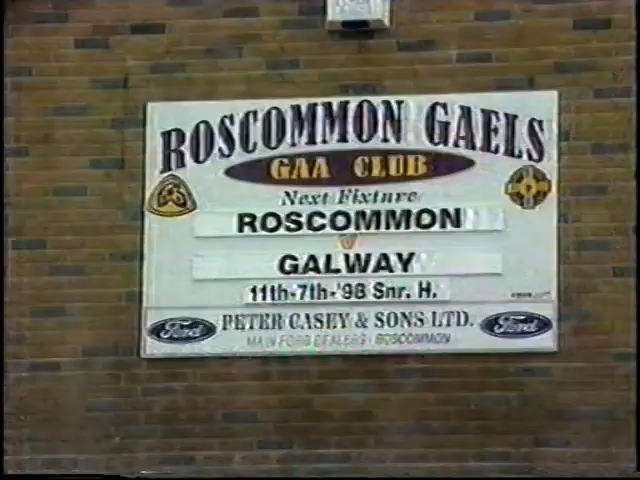 ROSCOMMON GAELS
GAA CLUB
Next Fixture
ROSCOMMON
V
GALWAY
11th-7th-'98 Snr. H.
Ford PETER CASEY & SONS LTD. Ford
MAIN FORD DEALERS · ROSCOMMON